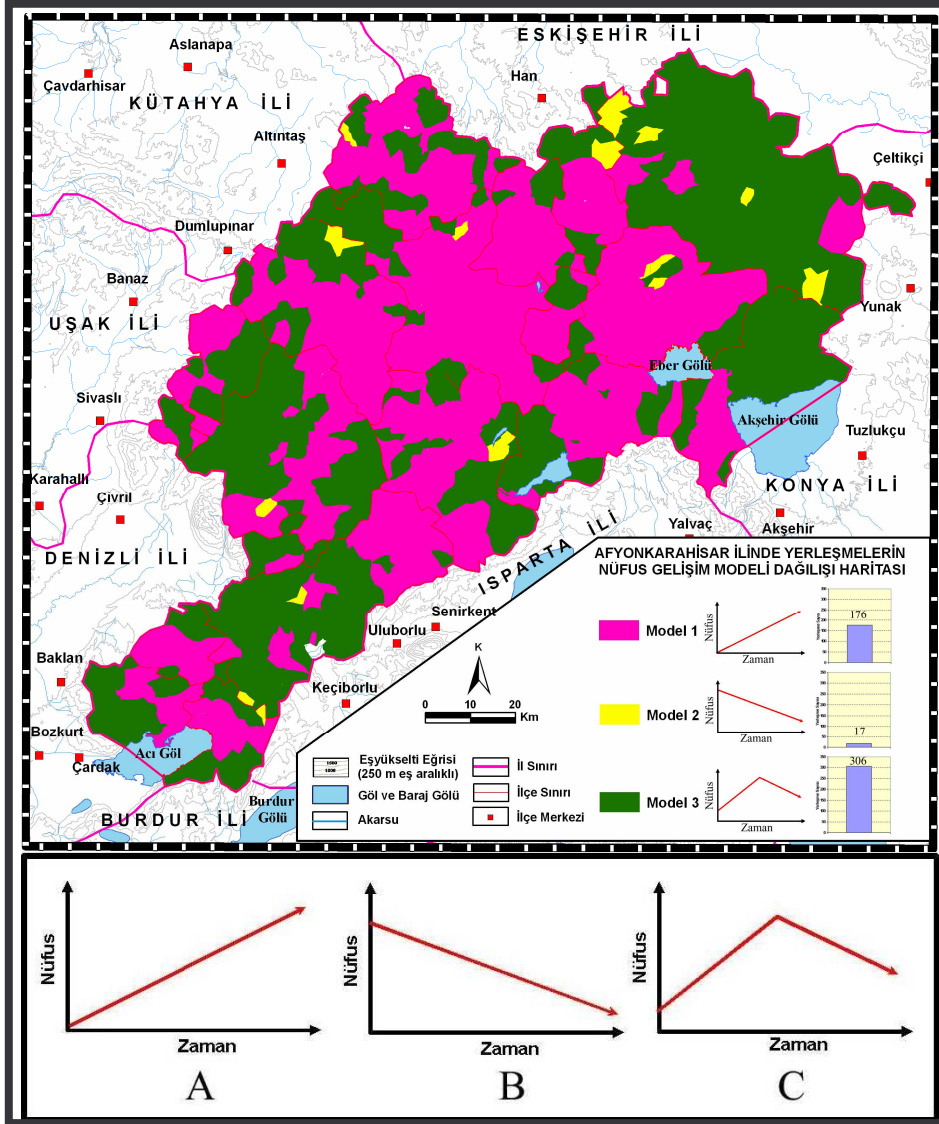 ESKİŞEHİR İLİ
Aslanapa
Han
Çavdarhisar
KÜTAHYA İLİ
Altıntaş
Çeltikçi
Dumlupınar
Banaz
Yunak
UŞAK İLİ
Eber Gölü
Sivaslı
Akşehir Gölü
Tuzlukçu
Karahallı
Çivril
KONYA İLİ
Yalvaç
Akşehir
DENİZLİ İLİ
ISPARTA İLİ
Senirkent
Uluborlu
Baklan
Keçiborlu
Bozkurt
Acı Göl
Çardak
Burdur
Gölü
BURDUR İLİ
AFYONKARAHİSAR İLİNDE YERLEŞMELERİN
NÜFUS GELİŞİM MODELİ DAĞILIŞI HARİTASI
Model 1
Nüfus
Zaman
176
Model 2
17
Model 3
Nüfus
Zaman
306
K
0 10 20
Km
1500
1000
Eşyükselti Eğrisi
(250 m eş aralıklı)
Göl ve Baraj Gölü
Akarsu
İl Sınırı
İlçe Sınırı
İlçe Merkezi
Nüfus
Zaman
A
Nüfus
Zaman
B
Nüfus
Zaman
C